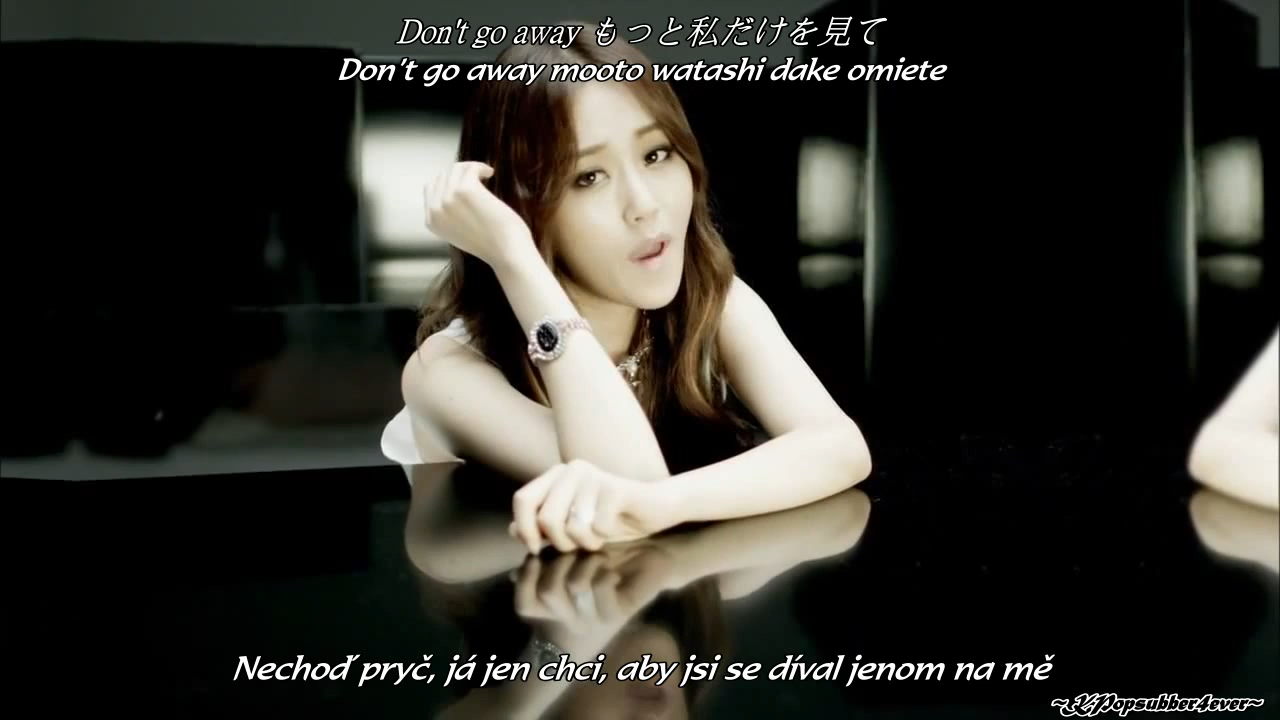 Don't go away もっと私だけを見て
Don't go away mooto watashi dake omiete
Nechoď pryč, já jen chci, aby jsi se díval jenom na mě
~KPopsubber4ever~